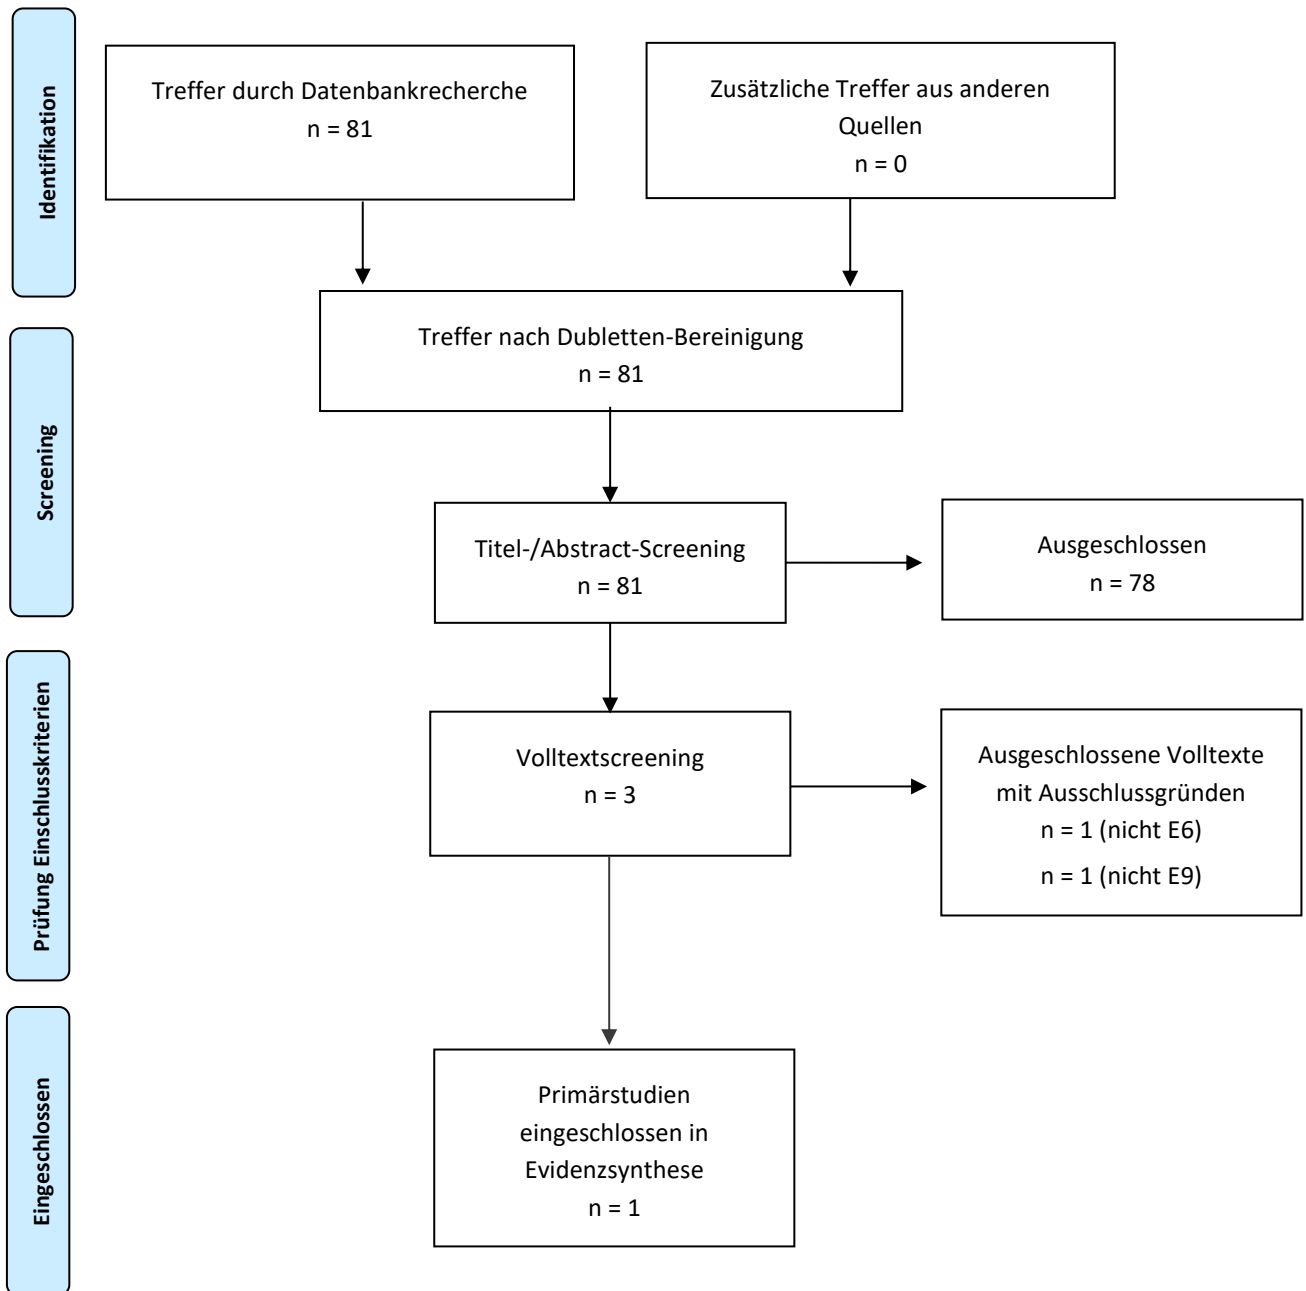 Identifikation
Treffer durch Datenbankrecherche
n = 81
Zusätzliche Treffer aus anderen
Quellen
n = 0
Treffer nach Dubletten-Bereinigung
n = 81
Screening
Titel-/Abstract-Screening
n = 81
Ausgeschlossen
n = 78
Prüfung Einschlusskriterien
Volltextscreening
n = 3
Ausgeschlossene Volltexte
mit Ausschlussgründen
n = 1 (nicht E6)
n = 1 (nicht E9)
Eingeschlossen
Primärstudien
eingeschlossen in
Evidenzsynthese
n = 1